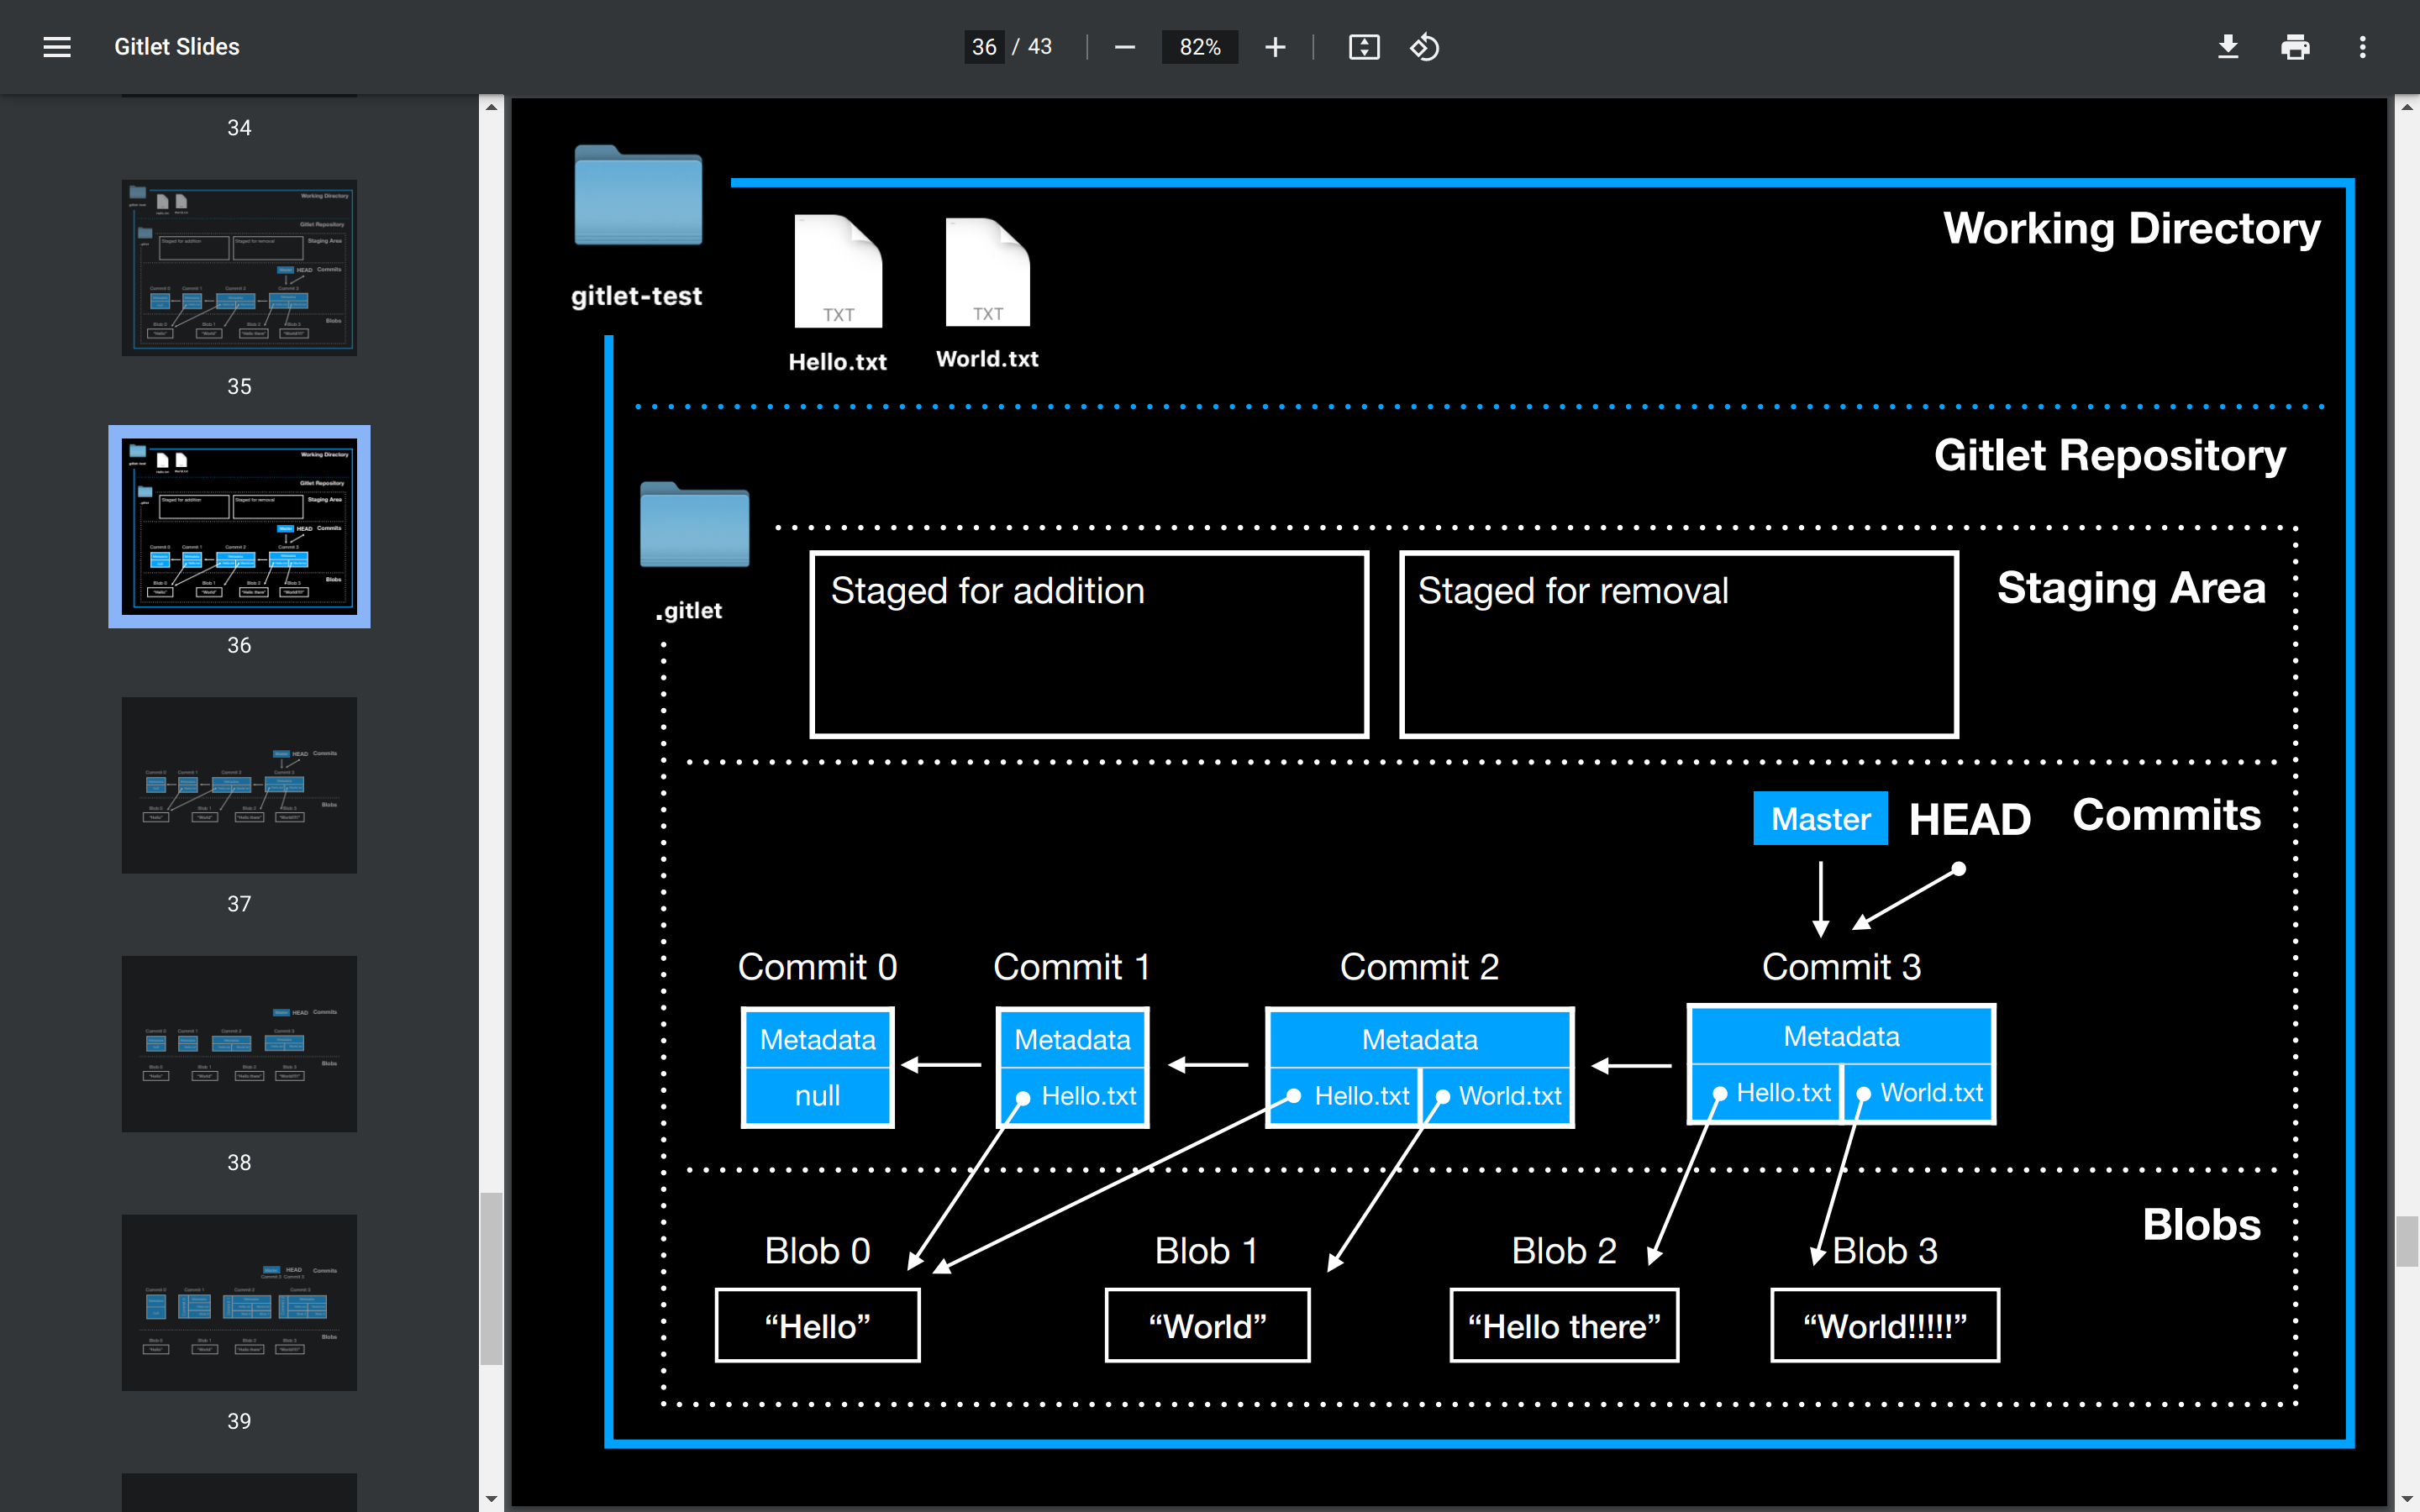 Gitlet Slides
36 / 43
82%
34
35
36
37
38
39
gitlet-test
TXT
TXT
Hello.txt
World.txt
Working Directory
Gitlet Repository
.gitlet
Staged for addition
Staged for removal
Staging Area
Master
HEAD
Commits
Commit 0
Commit 1
Commit 2
Commit 3
Metadata
Metadata
Metadata
Metadata
null
Hello.txt
Hello.txt
World.txt
Hello.txt
World.txt
Blobs
Blob 0
Blob 1
Blob 2
Blob 3
“Hello”
“World”
“Hello there”
“World!!!!!”